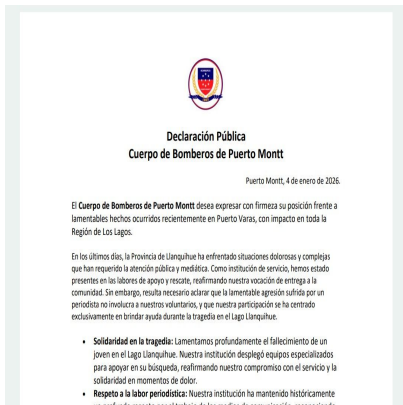 Declaración Pública
Cuerpo de Bomberos de Puerto Montt
Puerto Montt, 4 de enero de 2026.
El Cuerpo de Bomberos de Puerto Montt desea expresar con firmeza su posición frente a
lamentables hechos ocurridos recientemente en Puerto Varas, con impacto en toda la
Región de Los Lagos.
En los últimos días, la Provincia de Llanquihue ha enfrentado situaciones dolorosas y complejas
que han requerido la atención pública y mediática. Como institución de servicio, hemos estado
presentes en las labores de apoyo y rescate, reafirmando nuestra vocación de entrega a la
comunidad. Sin embargo, resulta necesario aclarar que la lamentable agresión sufrida por un
periodista no involucra a nuestros voluntarios, y que nuestra participación se ha centrado
exclusivamente en brindar ayuda durante la tragedia en el Lago Llanquihue.
• Solidaridad en la tragedia: Lamentamos profundamente el fallecimiento de un
joven en el Lago Llanquihue. Nuestra institución desplegó equipos especializados
para apoyar en su búsqueda, reafirmando nuestro compromiso con el servicio y la
solidaridad en momentos de dolor.
• Respeto a la labor periodística: Nuestra institución ha mantenido históricamente